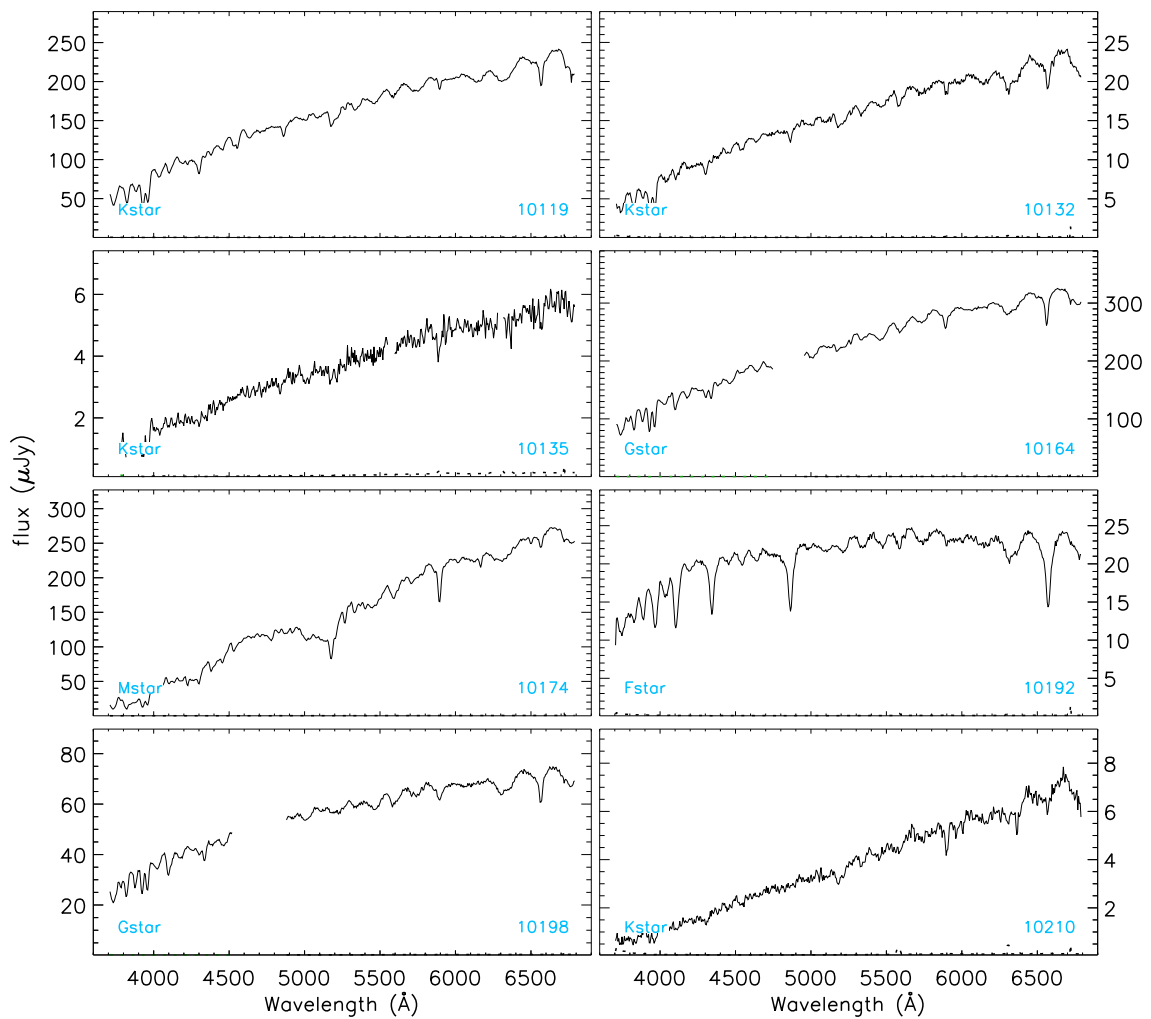 250
200
150
100
50
Kstar 10119
25
20
15
10
5
Kstar 10132
6
4
2
Kstar 10135
300
200
100
Gstar 10164
flux (μJy)
300
250
200
150
100
50
Mstar 10174
25
20
15
10
5
Fstar 10192
80
60
40
20
Gstar 10198
8
6
4
2
Kstar 10210
4000 4500 5000 5500 6000 6500
4000 4500 5000 5500 6000 6500
Wavelength (Å)
Wavelength (Å)